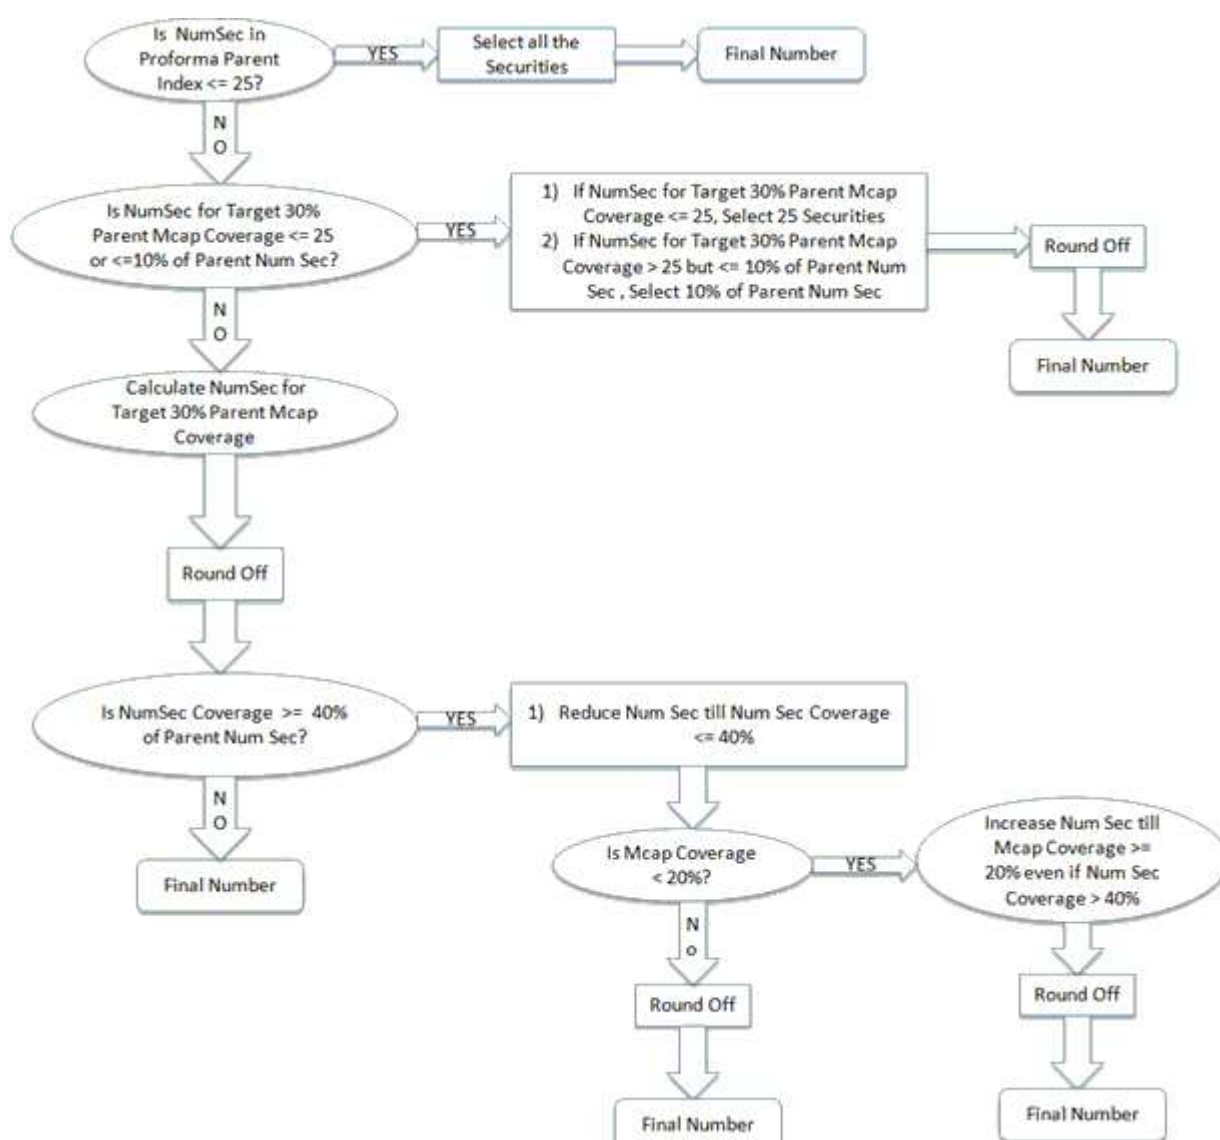 Is NumSec in
Proforma Parent
Index <= 25?
YES
Select all the
Securities
Final Number
N
O
Is NumSec for Target 30%
Parent Mcap Coverage <= 25
or <=10% of Parent Num Sec?
YES
1) If NumSec for Target 30% Parent Mcap
Coverage <= 25, Select 25 Securities
2) If NumSec for Target 30% Parent Mcap
Coverage > 25 but <= 10% of Parent Num
Sec , Select 10% of Parent Num Sec
Round Off
Final Number
N
O
Calculate NumSec for
Target 30% Parent Mcap
Coverage
Round Off
Is NumSec Coverage >= 40%
of Parent Num Sec?
YES
1) Reduce Num Sec till Num Sec Coverage
<= 40%
N
O
Final Number
Is Mcap Coverage
< 20%?
YES
Increase Num Sec till
Mcap Coverage >=
20% even if Num Sec
Coverage > 40%
N
o
Round Off
Final Number
Round Off
Final Number